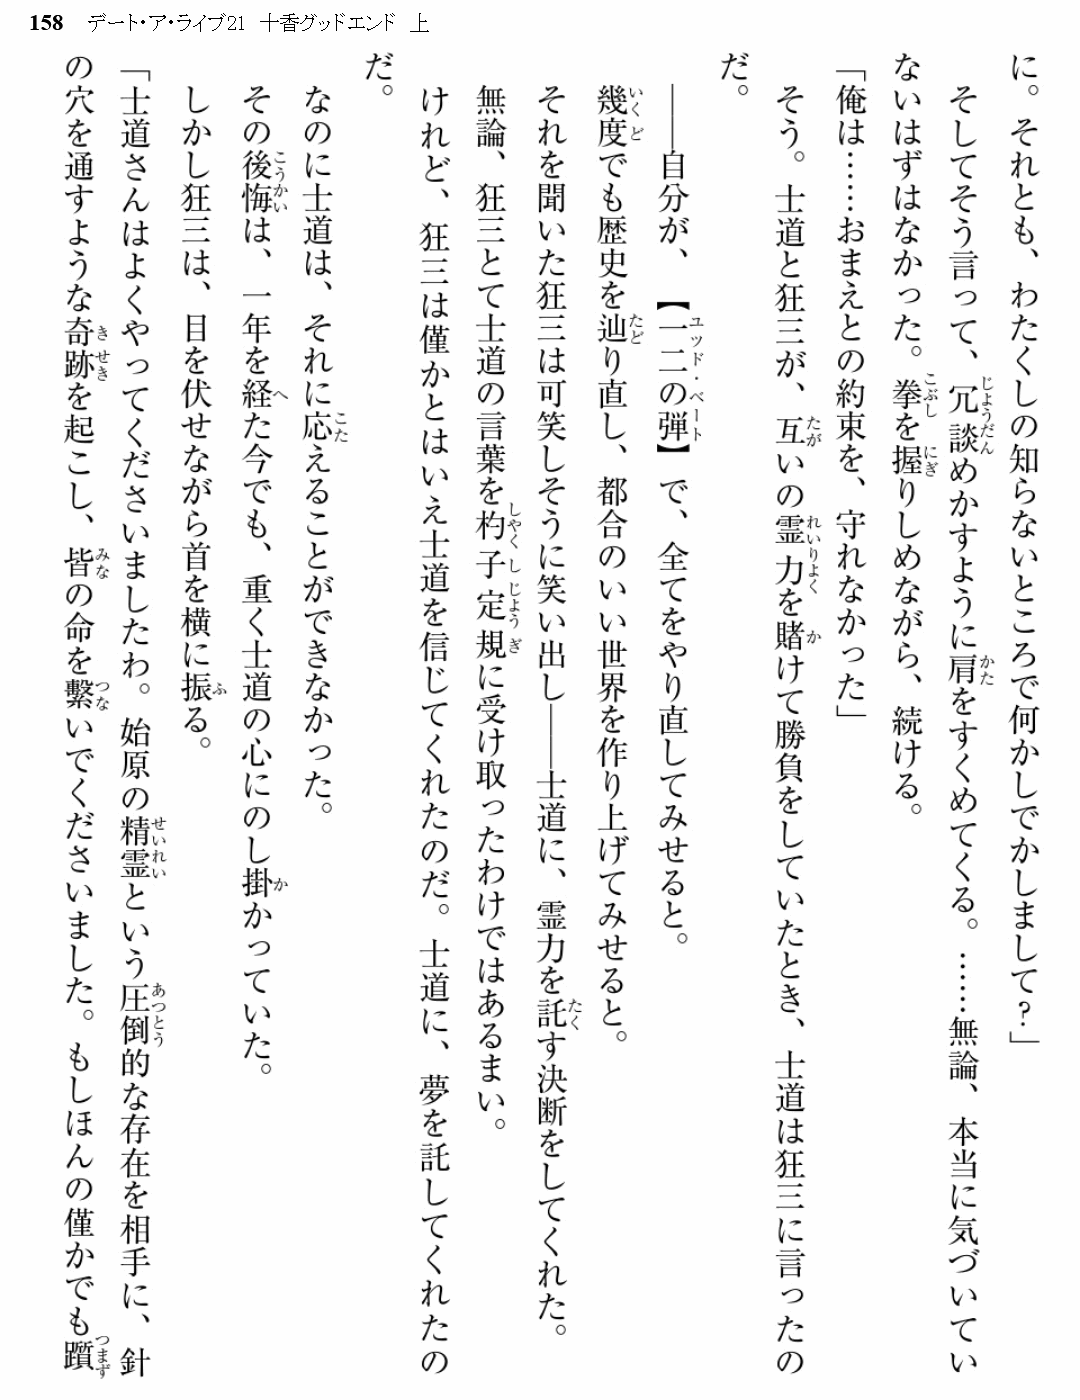 158 デート・ア・ライブ21 十香グッドエンド 上
に。それとも、わたくしの知らないところで何かしでかしまして?」
そしてそう言って、冗談めかすように肩をすくめてくる。……無論、本当に気づいてい
ないはずはなかった。拳を握りしめながら、続ける。
「俺は……おまえとの約束を、守れなかった」
そう。士道と狂三が、互いの霊力を賭けて勝負をしていたとき、士道は狂三に言ったの
だ。
――自分が、【一二の弾】で、全てをやり直してみせると。
幾度でも歴史を辿り直し、都合のいい世界を作り上げてみせると。
それを聞いた狂三は可笑しそうに笑い出し――士道に、霊力を託す決断をしてくれた。
無論、狂三とて士道の言葉を杓子定規に受け取ったわけではあるまい。
けれど、狂三は僅かとはいえ士道を信じてくれたのだ。士道に、夢を託してくれたの
だ。
なのに士道は、それに応えることができなかった。
その後悔は、一年を経た今でも、重く士道の心にのし掛かっていた。
しかし狂三は、目を伏せながら首を横に振る。
「士道さんはよくやってくださいましたわ。始原の精霊という圧倒的な存在を相手に、針
の穴を通すような奇跡を起こし、皆の命を繫いでくださいました。もしほんの僅かでも躓